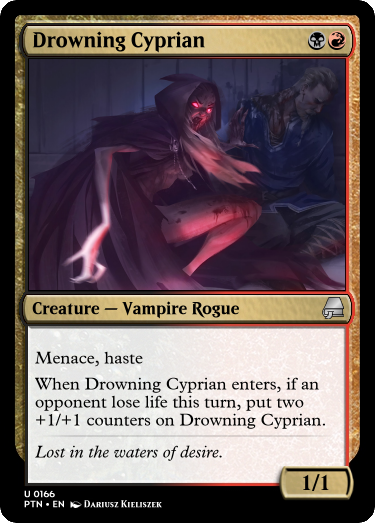 Drowning Cyprian
Creature — Vampire Rogue
Menace, haste
When Drowning Cyprian enters, if an
opponent lose life this turn, put two
+1/+1 counters on Drowning Cyprian.
Lost in the waters of desire.
1/1
U 0166
PTN • EN Dariusz Kieliszek